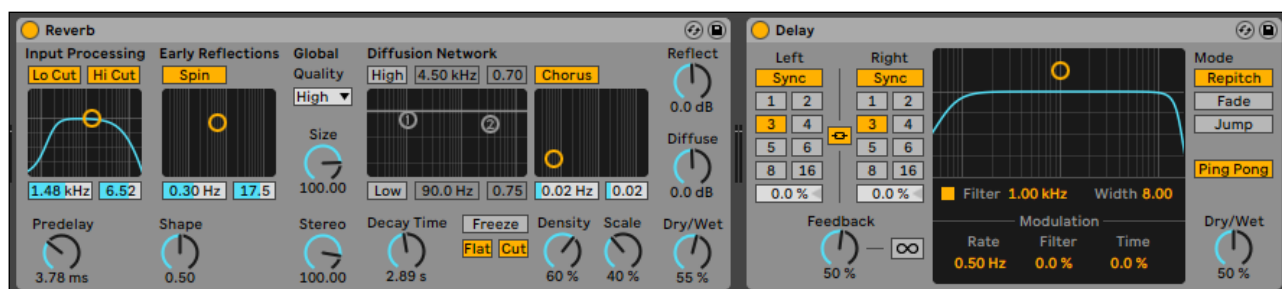 Reverb
Input Processing
Lo Cut Hi Cut
1.48 kHz 6.52
Predelay
3.78 ms
Early Reflections
Spin
0.30 Hz 17.5
Shape
0.50
Global
Quality
High
Size
100.00
Stereo
100.00
Diffusion Network
High 4.50 kHz 0.70
1 2
Low 90.0 Hz 0.75
Chorus
0.02 Hz 0.02
Decay Time
2.89 s
Freeze
Flat Cut
Density
60 %
Scale
40 %
Reflect
0.0 dB
Diffuse
0.0 dB
Dry/Wet
55 %
Delay
Left
Sync
1 2
3 4
5 6
8 16
0.0 %
Right
Sync
1 2
3 4
5 6
8 16
0.0 %
Feedback
50 %
∞
Filter 1.00 kHz Width 8.00
Modulation
Rate Filter Time
0.50 Hz 0.0 % 0.0 %
Mode
Repitch
Fade
Jump
Ping Pong
Dry/Wet
50 %